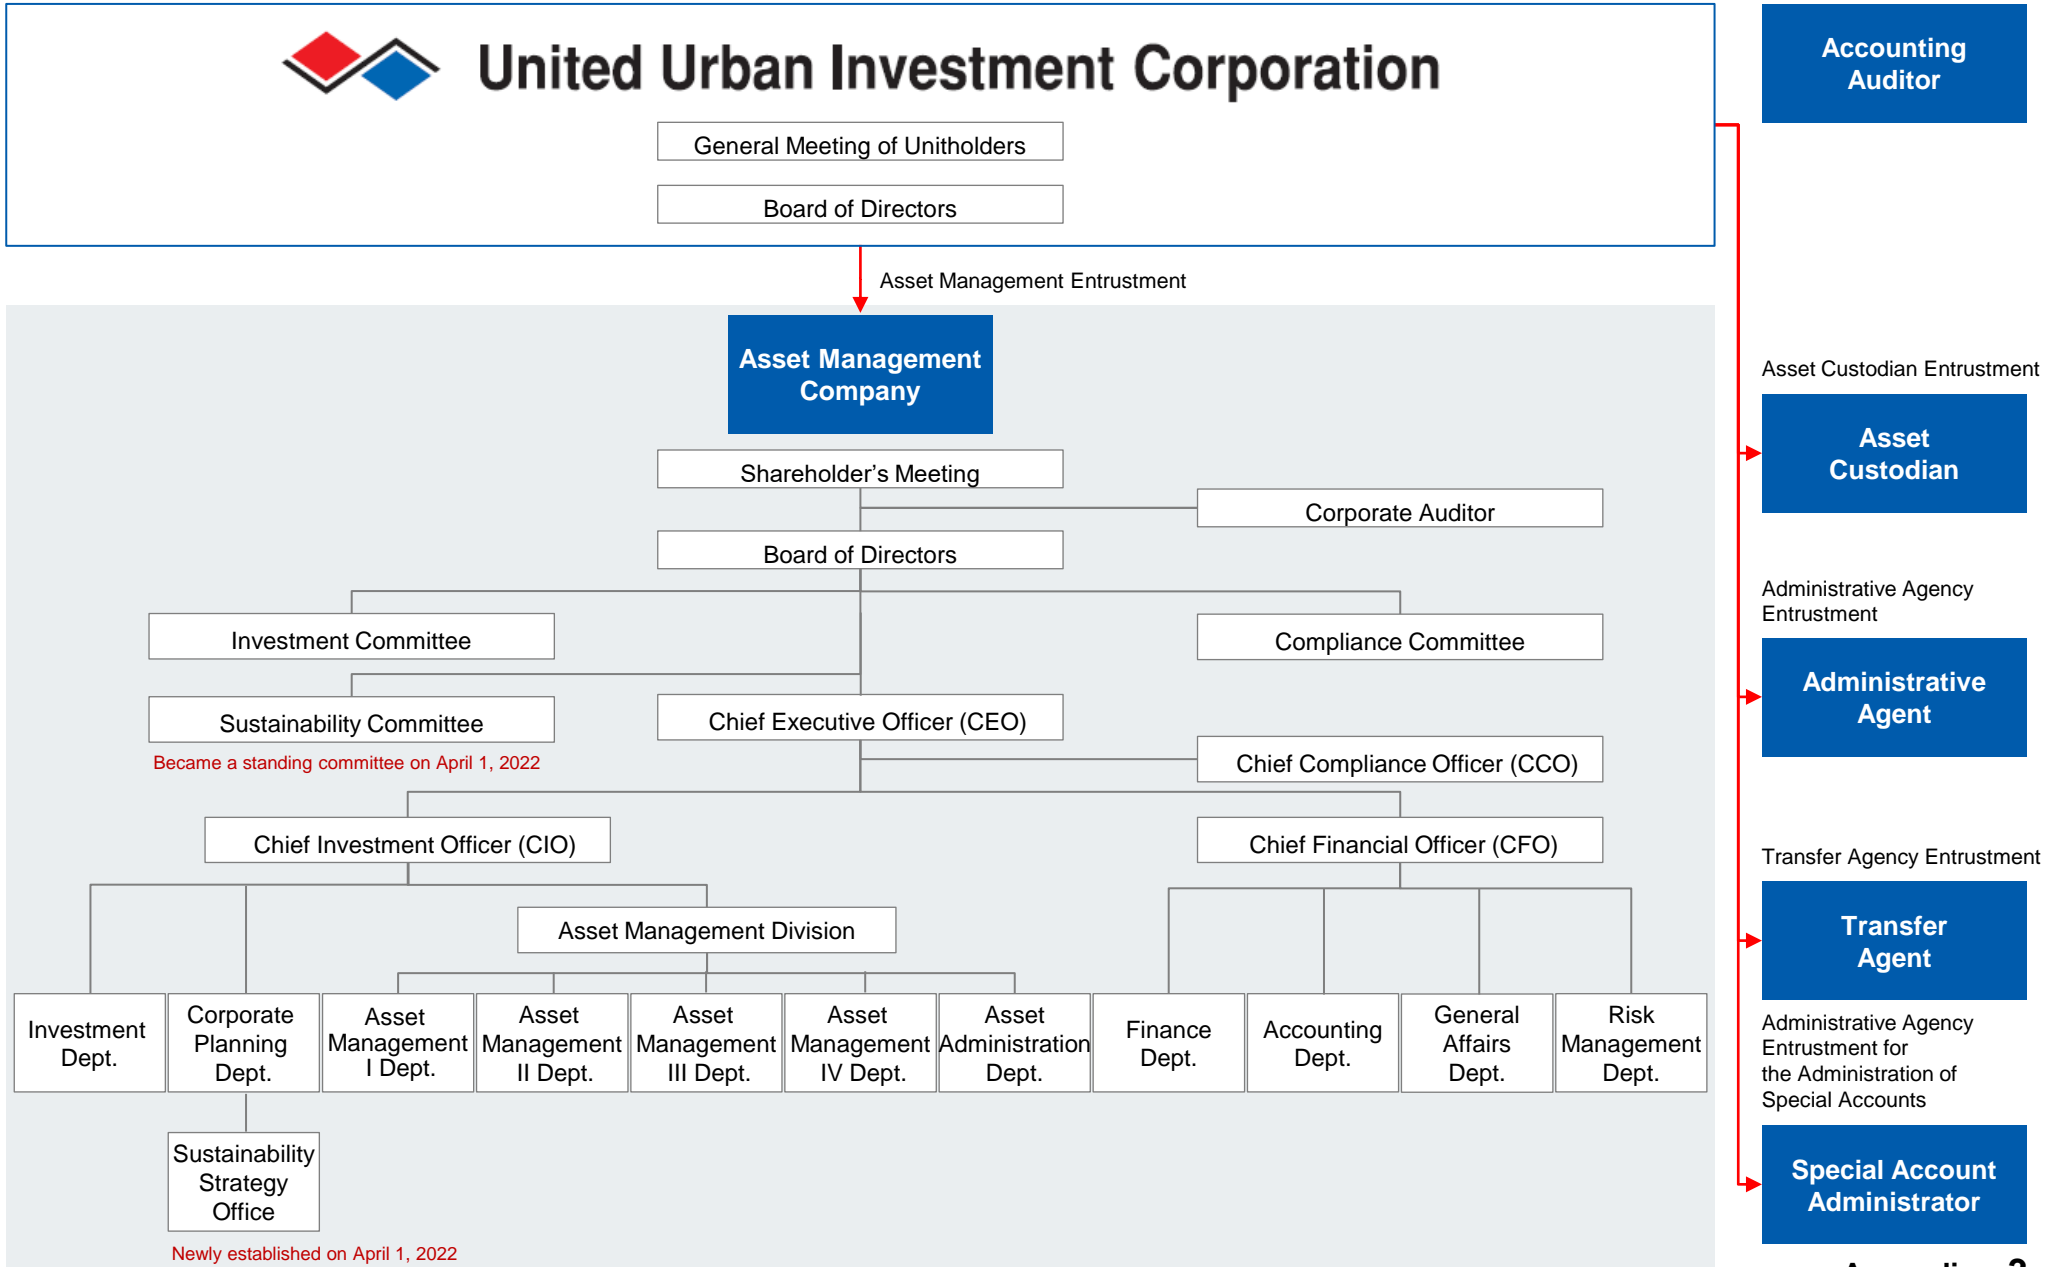 United Urban Investment Corporation
General Meeting of Unitholders
Board of Directors
Accounting
Auditor
Asset Management Entrustment
Asset Management
Company
Shareholder’s Meeting
Corporate Auditor
Board of Directors
Investment Committee
Compliance Committee
Sustainability Committee
Became a standing committee on April 1, 2022
Chief Executive Officer (CEO)
Chief Compliance Officer (CCO)
Chief Investment Officer (CIO)
Chief Financial Officer (CFO)
Asset Management Division
Investment
Dept.
Corporate
Planning
Dept.
Asset
Management
I Dept.
Asset
Management
II Dept.
Asset
Management
III Dept.
Asset
Management
IV Dept.
Asset
Administration
Dept.
Finance
Dept.
Accounting
Dept.
General
Affairs
Dept.
Risk
Management
Dept.
Sustainability
Strategy
Office
Newly established on April 1, 2022
Asset Custodian Entrustment
Asset
Custodian
Administrative Agency
Entrustment
Administrative
Agent
Transfer Agency Entrustment
Transfer
Agent
Administrative Agency
Entrustment for
the Administration of
Special Accounts
Special Account
Administrator